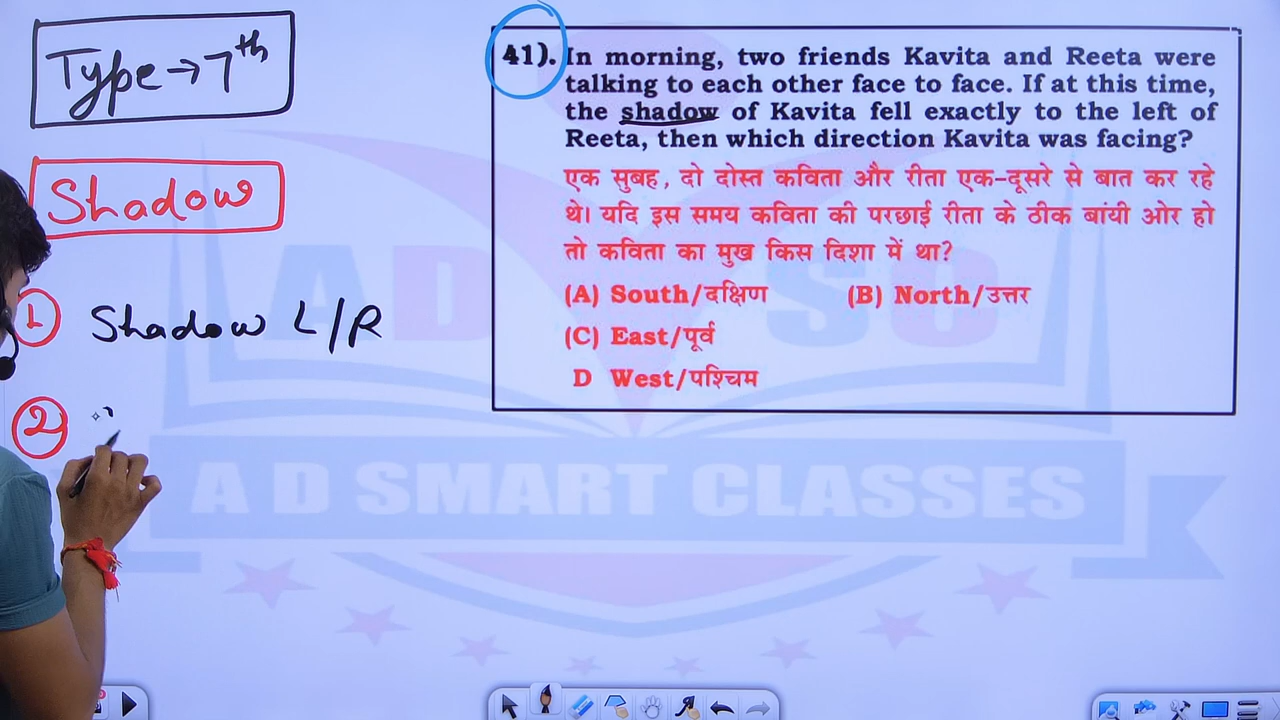 Type → 7th
Shadow
1 Shadow L/R
2
41). In morning, two friends Kavita and Reeta were
talking to each other face to face. If at this time,
the shadow of Kavita fell exactly to the left of
Reeta, then which direction Kavita was facing?
एक सुबह, दो दोस्त कविता और रीता एक-दूसरे से बात कर रहे
थे। यदि इस समय कविता की परछाई रीता के ठीक बांयी ओर हो
तो कविता का मुख किस दिशा में था?
(A) South/दक्षिण (B) North/उत्तर
(C) East/पूर्व
D West/पश्चिम
A D SO
A D SMART CLASSES